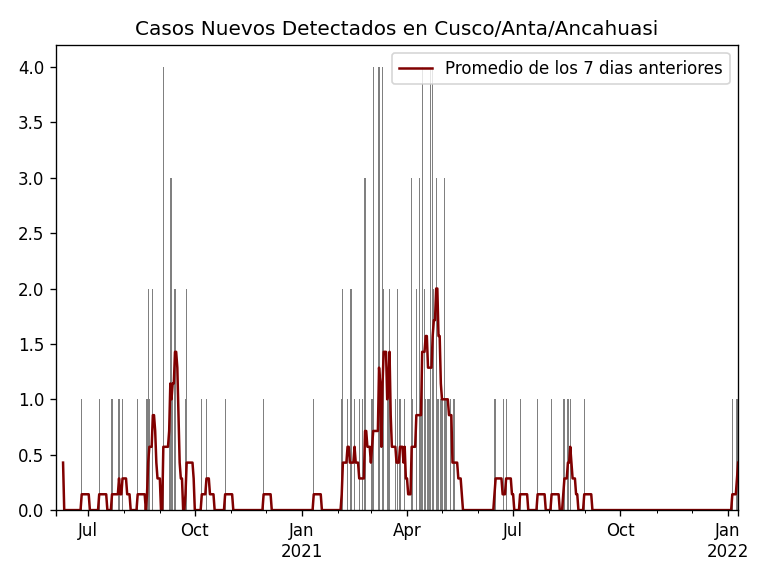 Casos Nuevos Detectados en Cusco/Anta/Ancahuasi
Promedio de los 7 dias anteriores
4.0
3.5
3.0
2.5
2.0
1.5
1.0
0.5
0.0
Jul
Oct
Jan
2021
Apr
Jul
Oct
Jan
2022